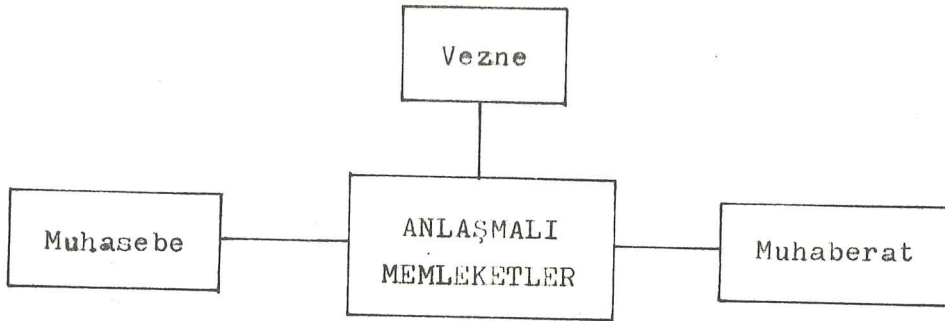 Vezne
Muhasebe
ANLAŞMALI
MEMLEKETLER
Muhaberat